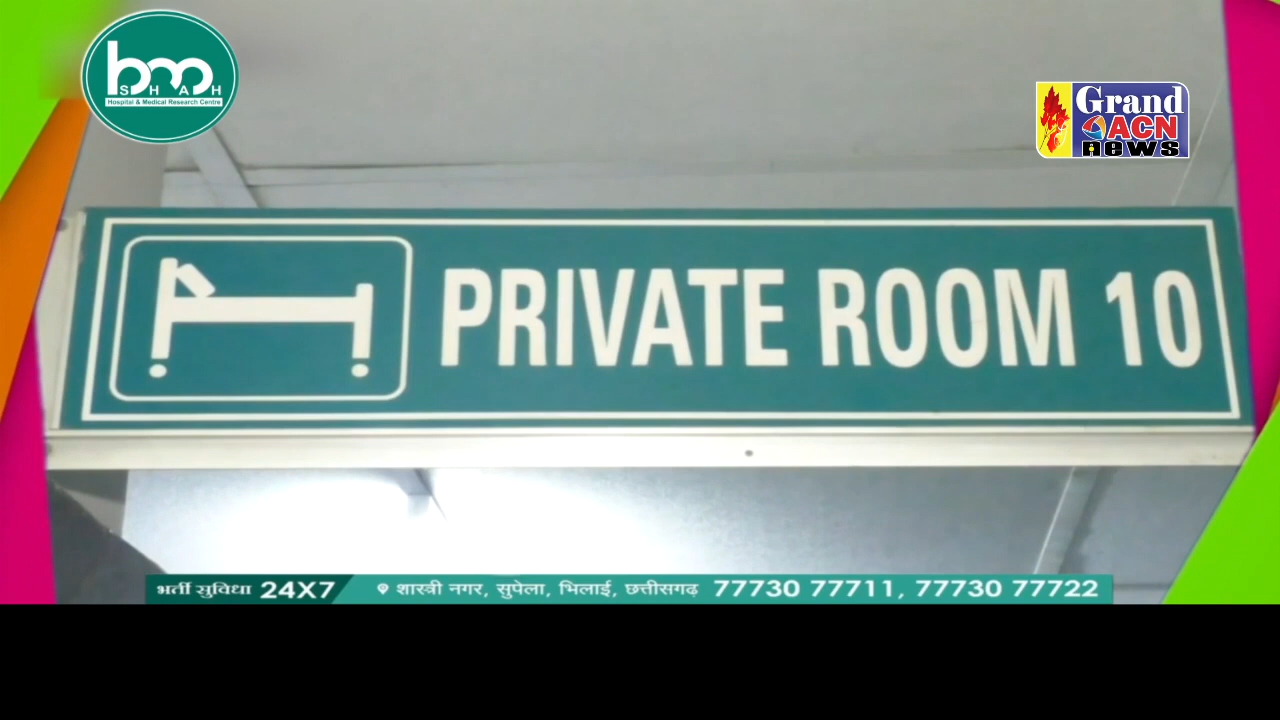 bm
SHAH
Hospital & Medical Research Centre
Grand
ACN
news
PRIVATE ROOM 10
भर्ती सुविधा 24X7
शास्त्री नगर, सुपेला, भिलाई, छत्तीसगढ़ 77730 77711, 77730 77722